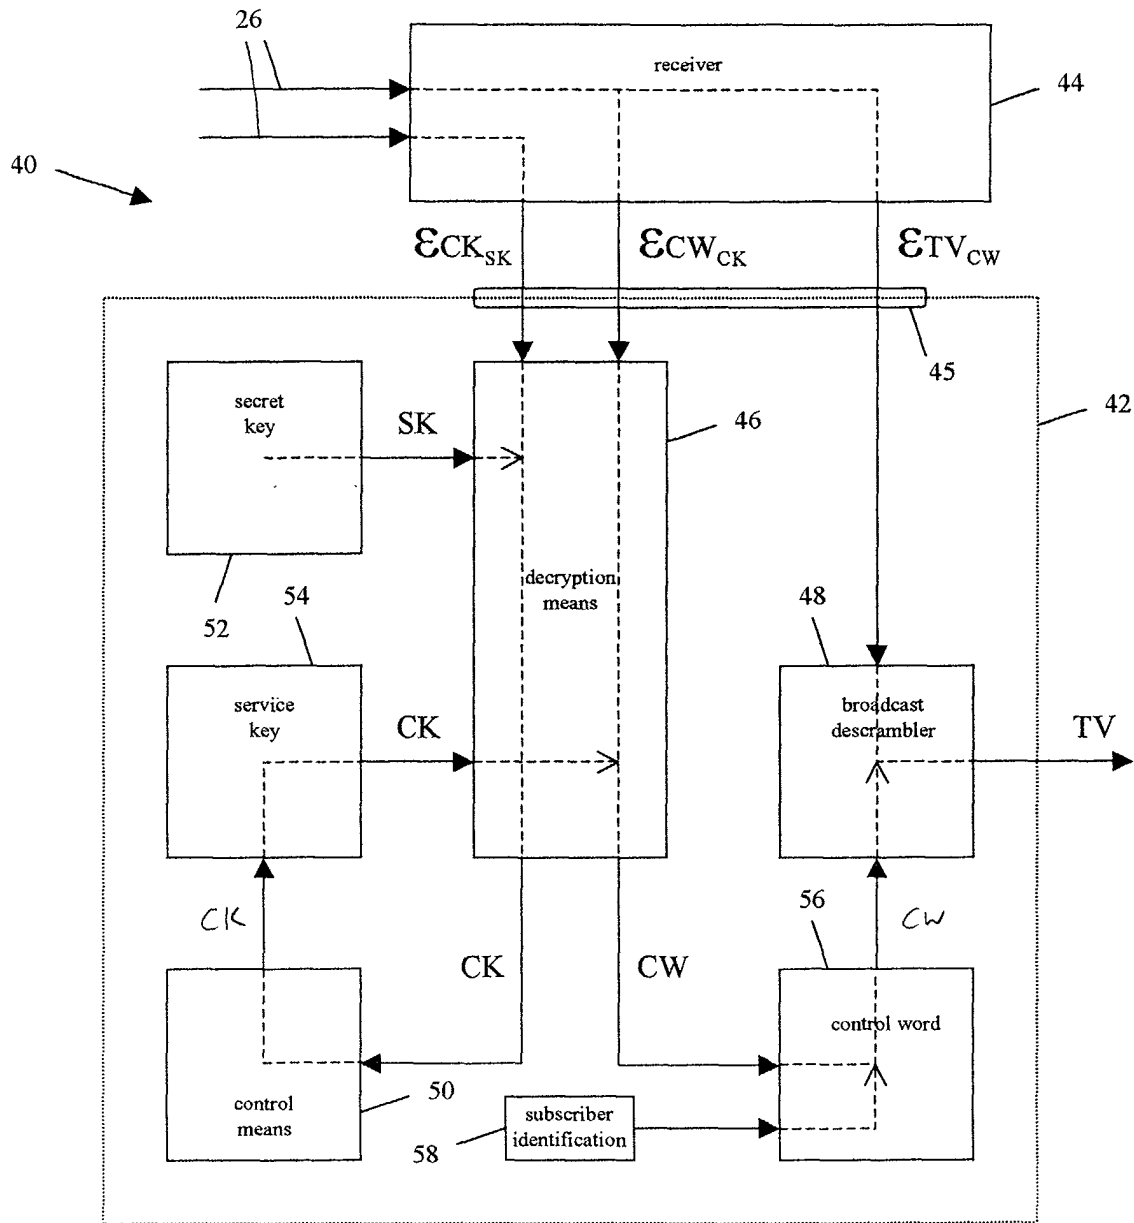 26
receiver
44
40
εCK_SK
εCW_CK
εTV_CW
45
42
secret
key
SK
46
52
54
decryption
means
48
service
key
CK
broadcast
descrambler
TV
CK
56
CW
CK
CW
control word
control
means
50
58
subscriber
identification